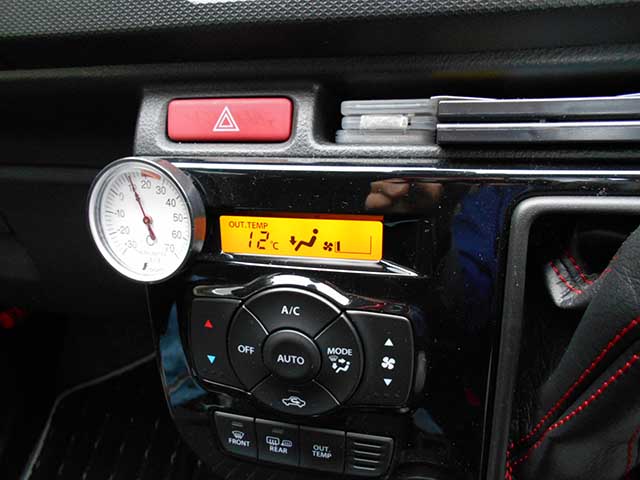 OUT.TEMP
12°C
-30 -20 -10 0 10 20 30 40 50 60 70
A/C
OFF
AUTO
MODE
FRONT
REAR
OUT.
TEMP